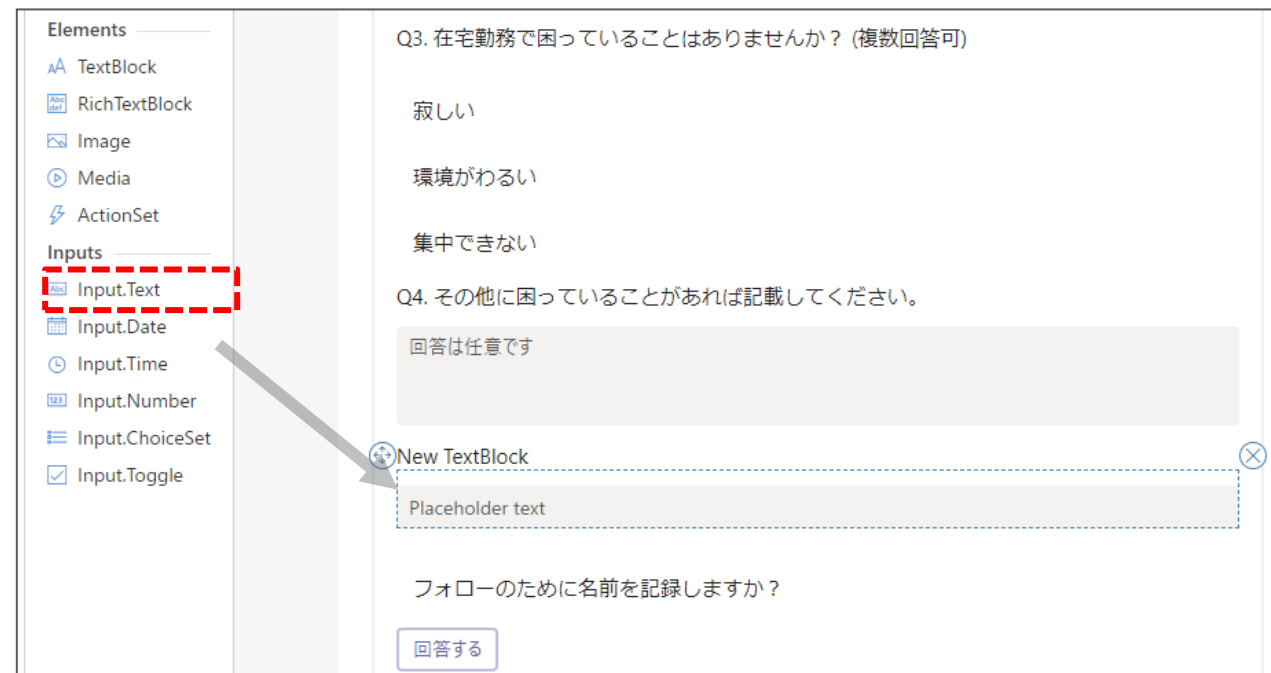 Elements
TextBlock
RichTextBlock
Image
Media
ActionSet
Inputs
Input.Text
Input.Date
Input.Time
Input.Number
Input.ChoiceSet
Input.Toggle
Q3. 在宅勤務で困っていることはありませんか？ (複数回答可)
寂しい
環境がわるい
集中できない
Q4. その他に困っていることがあれば記載してください。
回答は任意です
New TextBlock
Placeholder text
フォローのために名前を記録しますか？
回答する